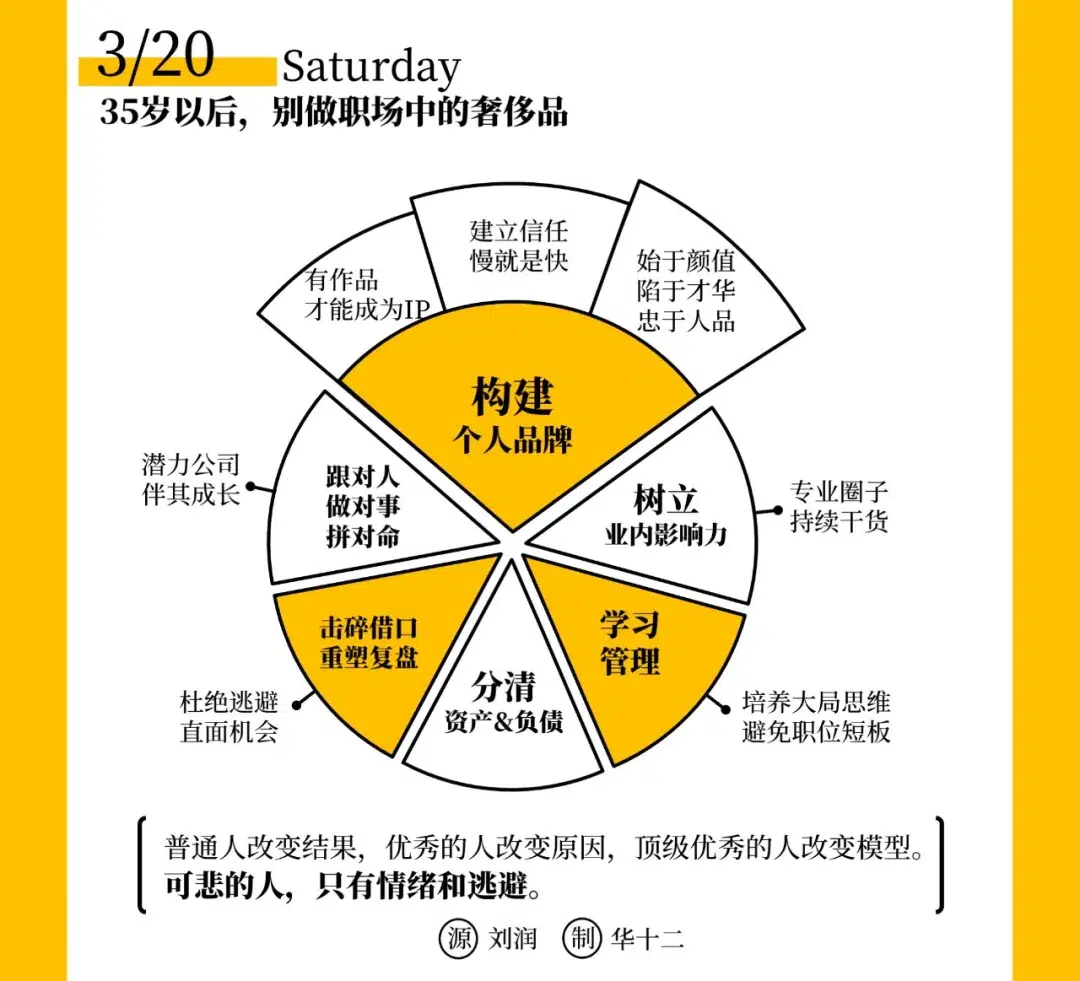 3/20
Saturday
35岁以后，别做职场中的奢侈品
建立信任
慢就是快
有作品
才能成为IP
始于颜值
陷于才华
忠于人品
构建
个人品牌
潜力公司
伴其成长
跟对人
做对事
拼对命
树立
业内影响力
专业圈子
持续干货
击碎借口
重塑复盘
学习
管理
分清
资产&负债
杜绝逃避
直面机会
培养大局思维
避免职位短板
普通人改变结果，优秀的人改变原因，顶级优秀的人改变模型。
可悲的人，只有情绪和逃避。
源 刘润 制 华十二